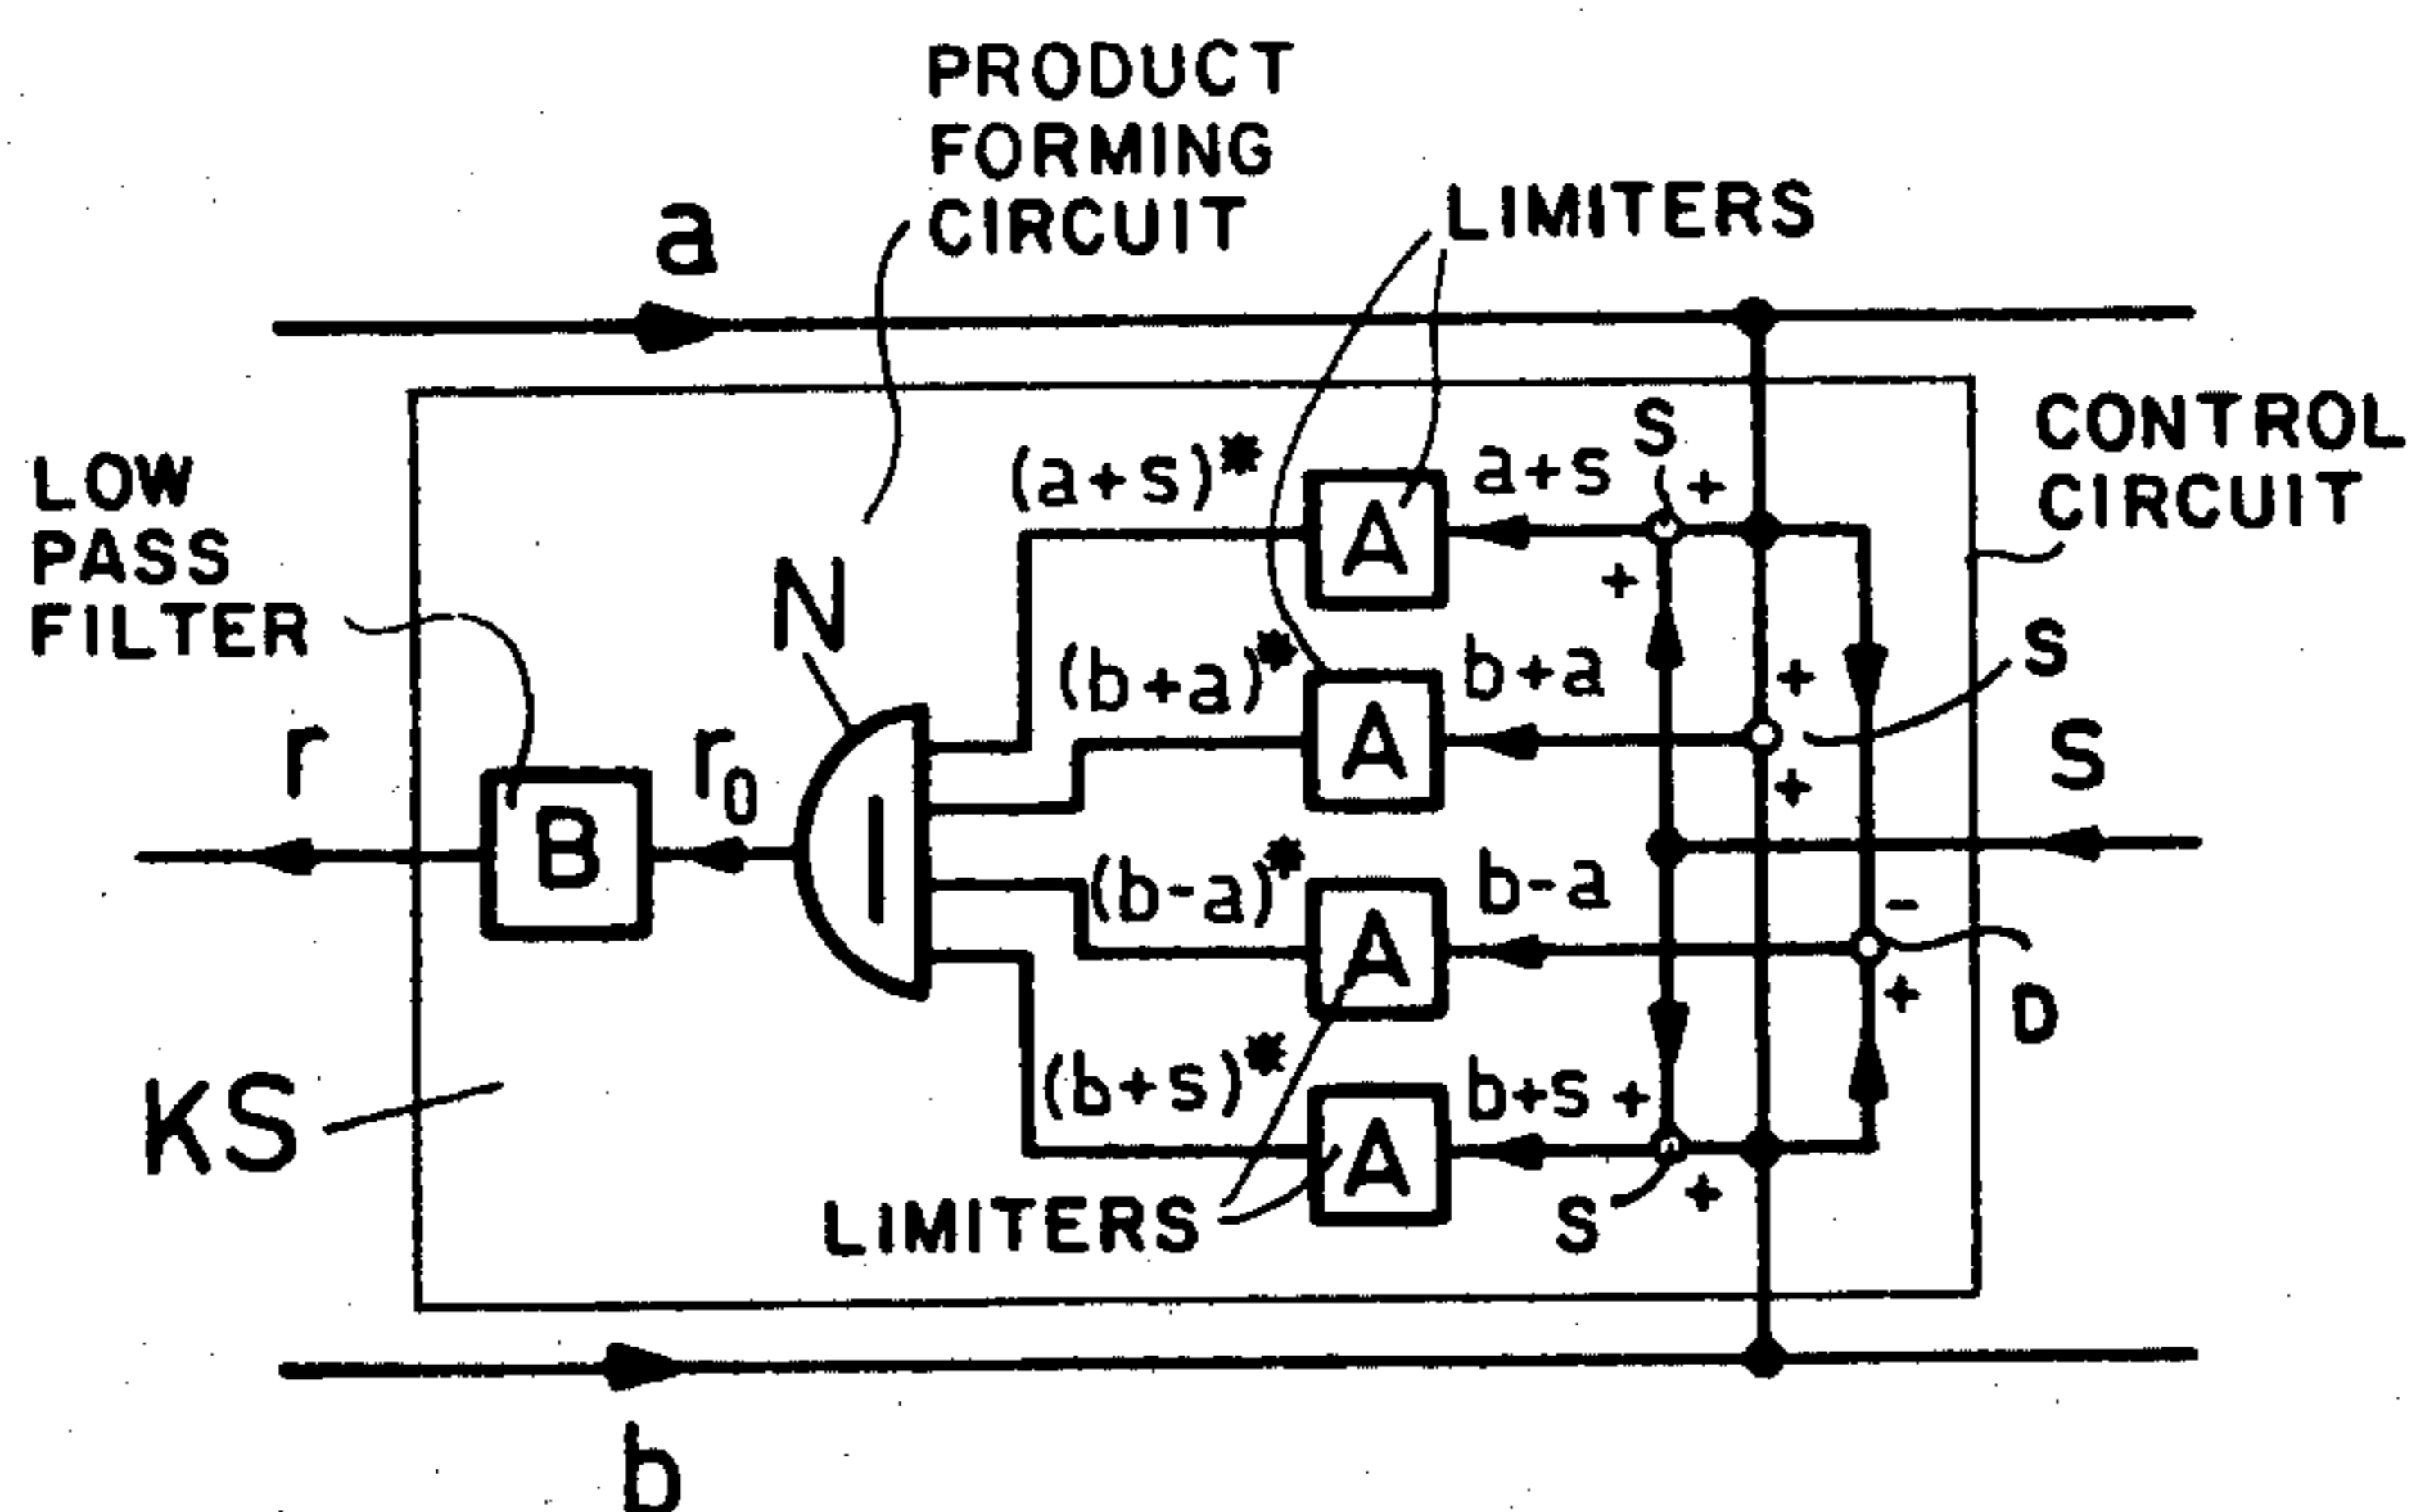 PRODUCT
FORMING
CIRCUIT
LIMITERS
a
CONTROL
CIRCUIT
LOW
PASS
FILTER
(a+s)*
A
a+s
S
+
+
N
(b+a)*
A
b+a
+
S
+
S
r
B
r0
(b-a)*
A
b-a
-
+
D
KS
(b+s)*
A
b+s
+
+
S
LIMITERS
b